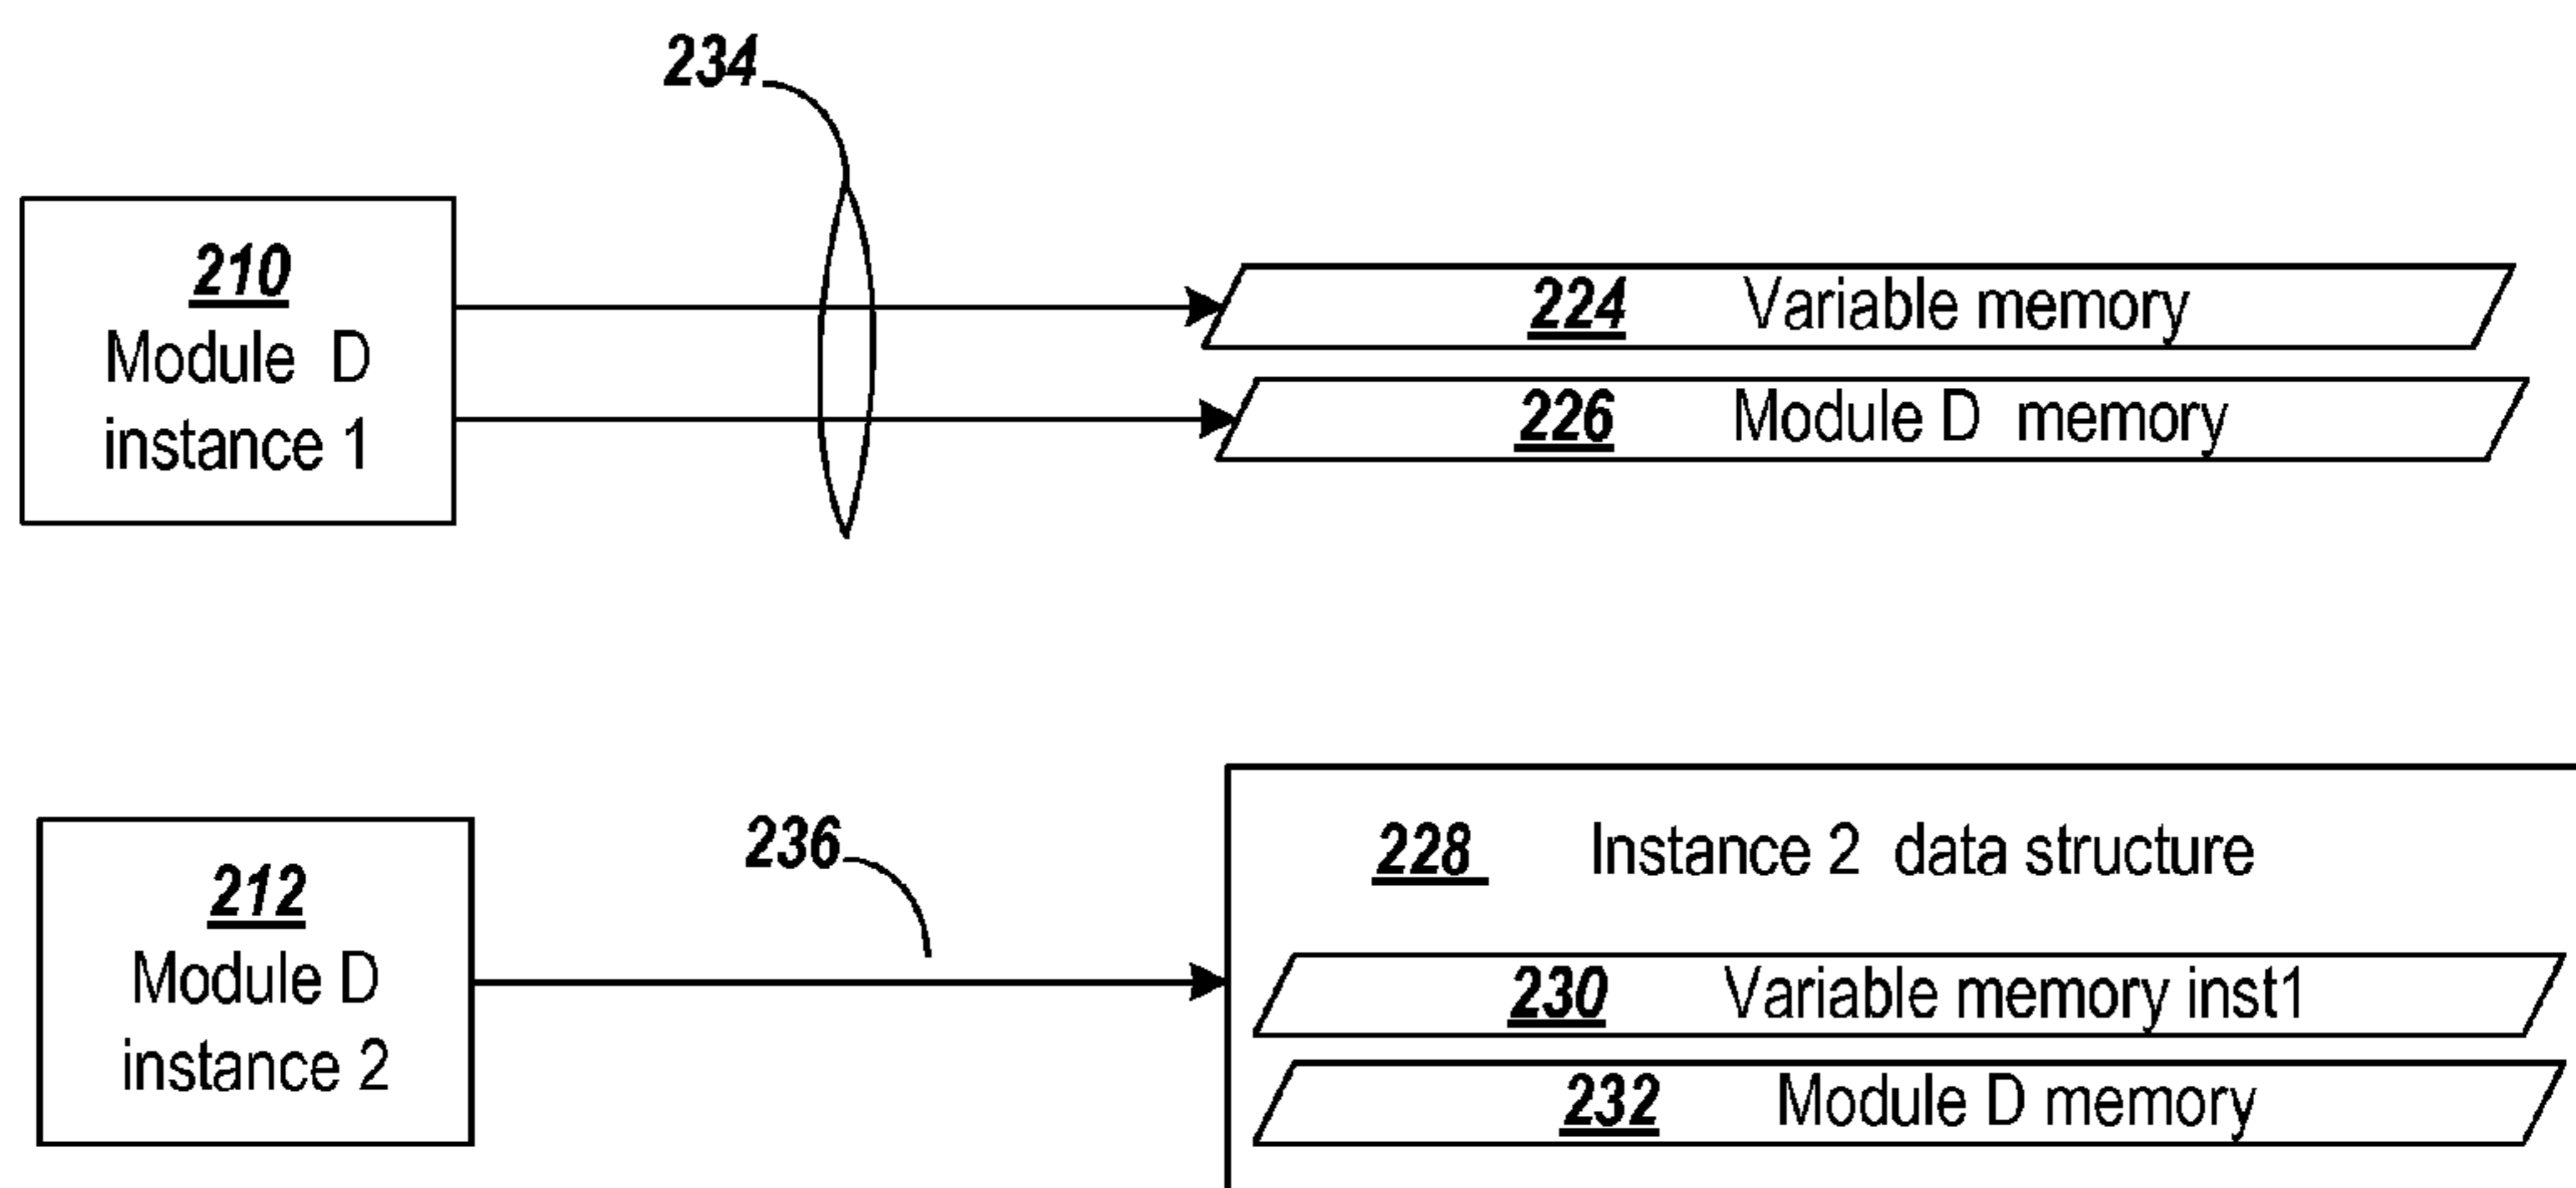 234
210
Module D
instance 1
224 Variable memory
226 Module D memory
236
212
Module D
instance 2
228 Instance 2 data structure
230 Variable memory inst1
232 Module D memory